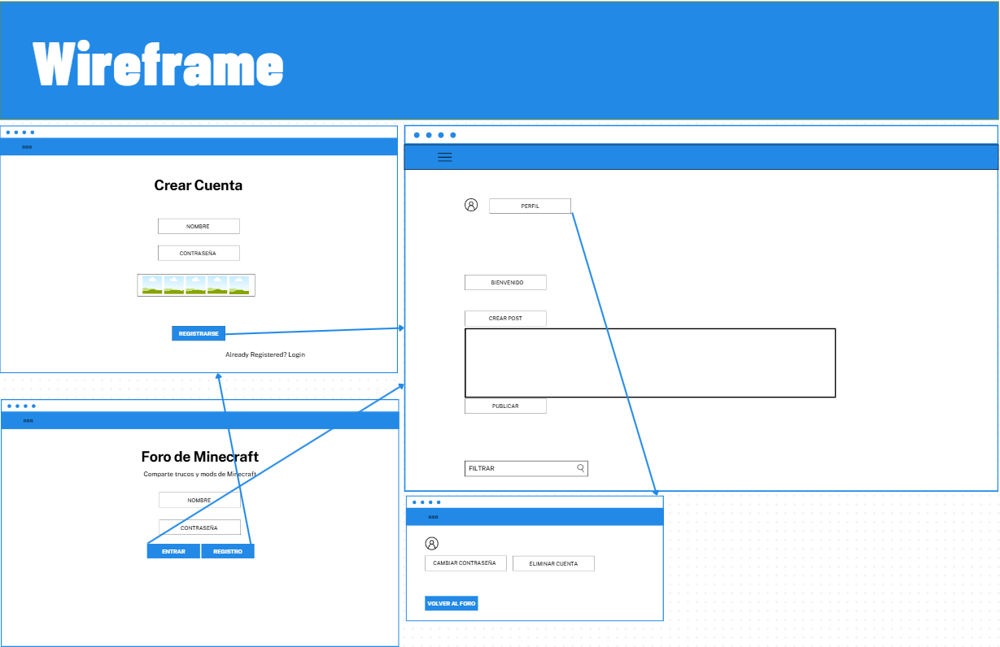 Wireframe
Crear Cuenta
NOMBRE
CONTRASEÑA
REGISTRARSE
Already Registered? Login
PERFIL
BIENVENIDO
CREAR POST
PUBLICAR
FILTRAR
Foro de Minecraft
Comparte trucos y mods de Minecraft
NOMBRE
CONTRASEÑA
ENTRAR
REGISTRO
CAMBIAR CONTRASEÑA
ELIMINAR CUENTA
VOLVER AL FORO